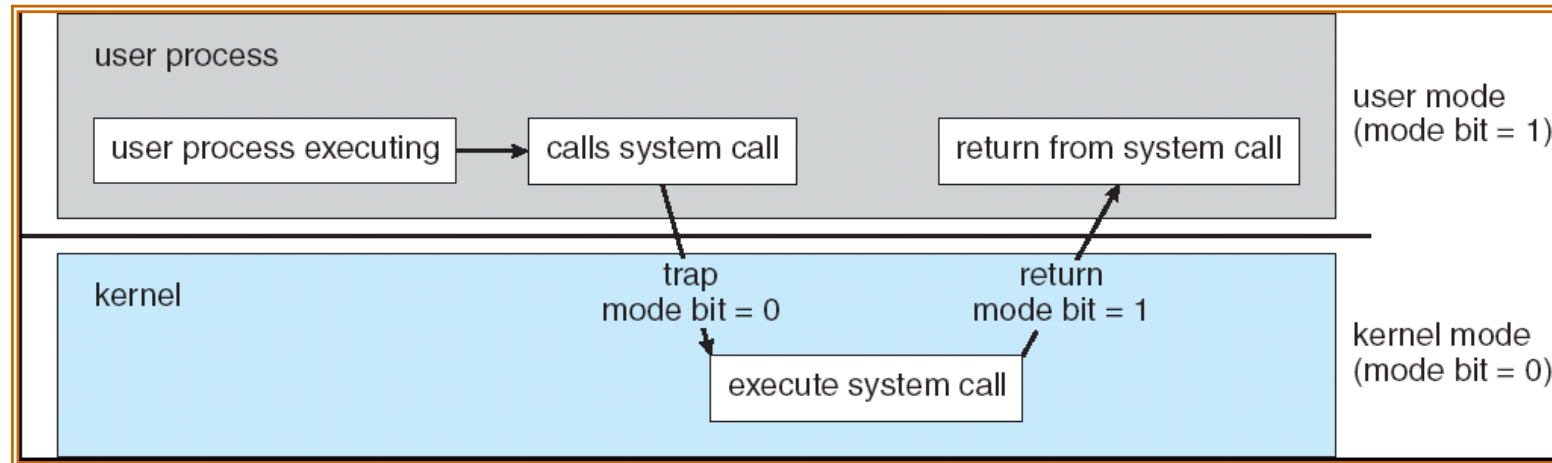 user process
user process executing
calls system call
return from system call
user mode
(mode bit = 1)
kernel
trap
mode bit = 0
return
mode bit = 1
execute system call
kernel mode
(mode bit = 0)